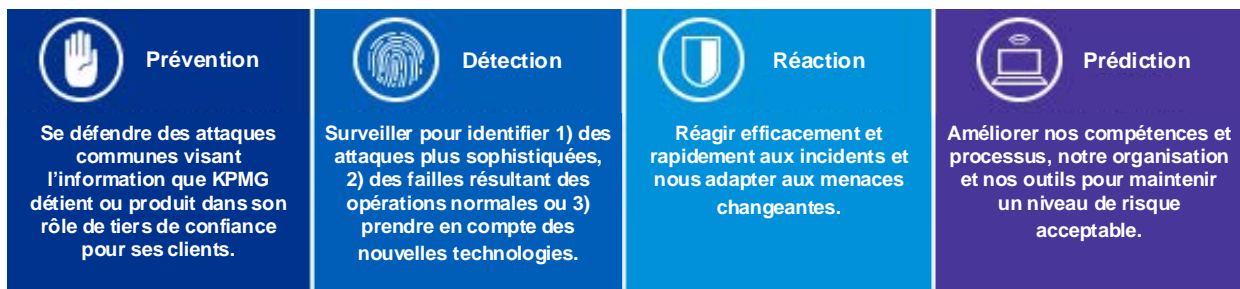 Prévention
Se défendre des attaques
communes visant
l'information que KPMG
détient ou produit dans son
rôle de tiers de confiance
pour ses clients.
Détection
Surveiller pour identifier 1) des
attaques plus sophistiquées,
2) des failles résultant des
opérations normales ou 3)
prendre en compte des
nouvelles technologies.
Réaction
Réagir efficacement et
rapidement aux incidents et
nous adapter aux menaces
changeantes.
Prédiction
Améliorer nos compétences et
processus, notre organisation
et nos outils pour maintenir
un niveau de risque
acceptable.